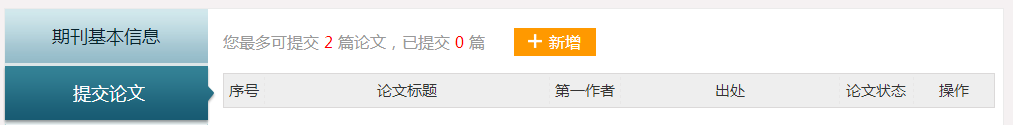 期刊基本信息
您最多可提交 2 篇论文，已提交 0 篇
+ 新增
提交论文
序号 论文标题 第一作者 出处 论文状态 操作